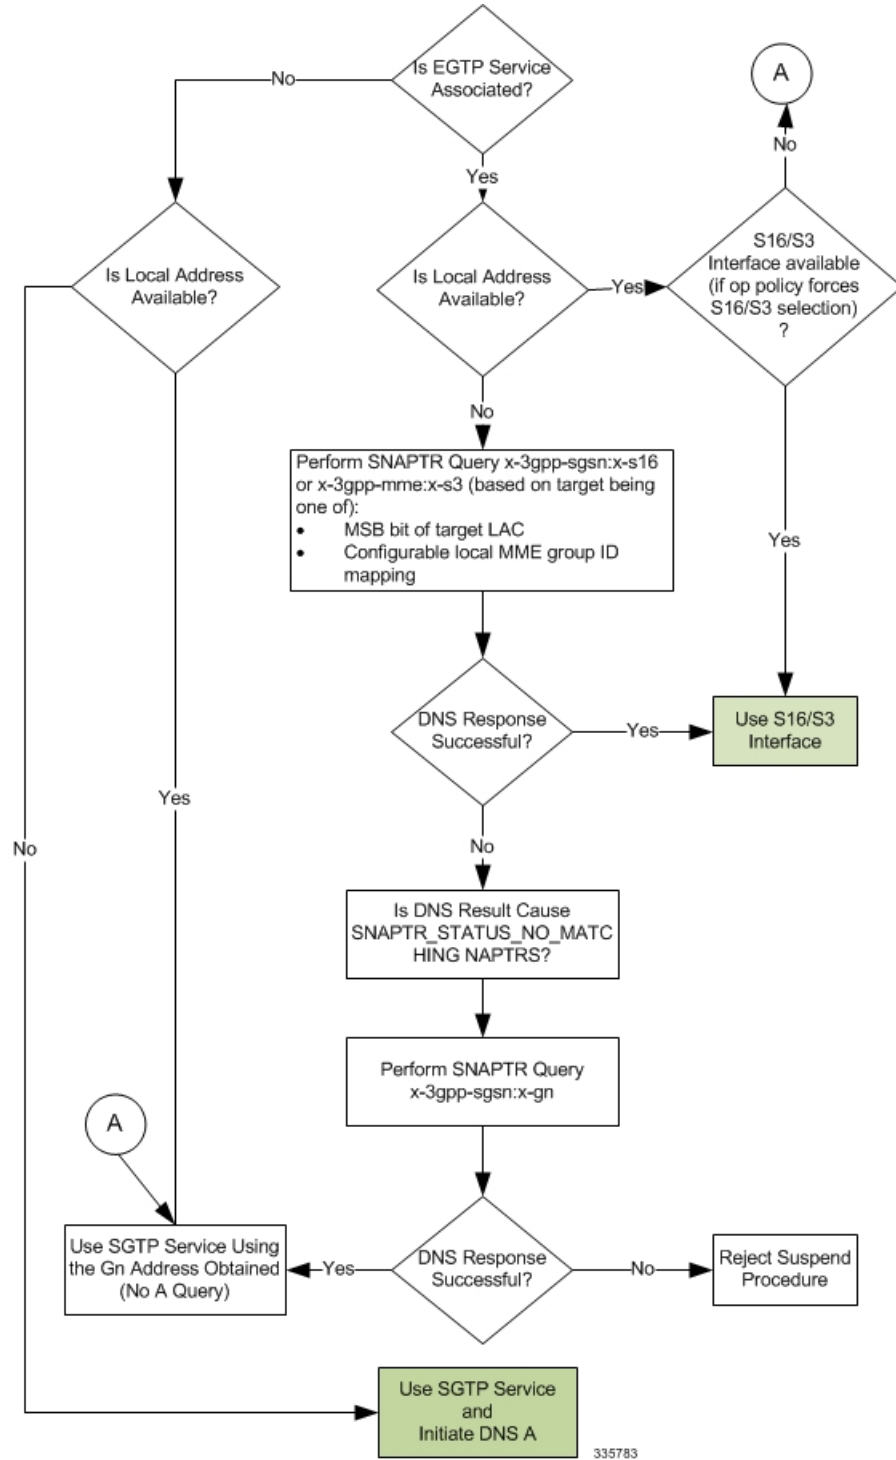 Is EGTP Service
Associated?
No
A
Yes
No
Is Local Address
Available?
Is Local Address
Available?
Yes
S16/S3
Interface available
(if op policy forces
S16/S3 selection)
?
No
Perform SNAPTR Query x-3gpp-sgsn:x-s16
or x-3gpp-mme:x-s3 (based on target being
one of):
• MSB bit of target LAC
• Configurable local MME group ID
mapping
Yes
DNS Response
Successful?
Yes
Use S16/S3
Interface
Yes
No
No
Is DNS Result Cause
SNAPTR_STATUS_NO_MATC
HING NAPTRS?
Perform SNAPTR Query
x-3gpp-sgsn:x-gn
A
Use SGTP Service Using
the Gn Address Obtained
(No A Query)
Yes
DNS Response
Successful?
No
Reject Suspend
Procedure
Use SGTP Service
and
Initiate DNS A
335783